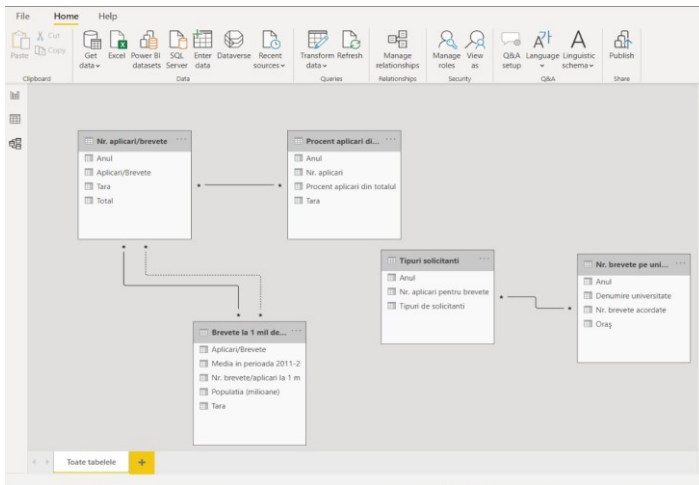 File Home Help
Paste
Cut
Copy
Get data
Excel
Power BI datasets
SQL Server
Enter data
Dataverse
Recent sources
Transform data
Refresh
Manage relationships
Manage roles
View as
Q&A setup
Language
Linguistic schema
Publish
Clipboard Data Queries Relationships Security Q&A Share
Nr. aplicari/brevete
Anul
Aplicari/Brevete
Tara
Total
Procent aplicari di...
Anul
Nr. aplicari
Procent aplicari din totalul
Tara
Tipuri solicitanti
Anul
Nr. aplicari pentru brevete
Tipuri de solicitanti
Nr. brevete pe uni...
Anul
Denumire universitate
Nr. brevete acordate
Oraş
Brevete la 1 mil de...
Aplicari/Brevete
Media in perioada 2011-2
Nr. brevete/aplicari la 1 m
Populatia (milioane)
Tara
Toate tabelele